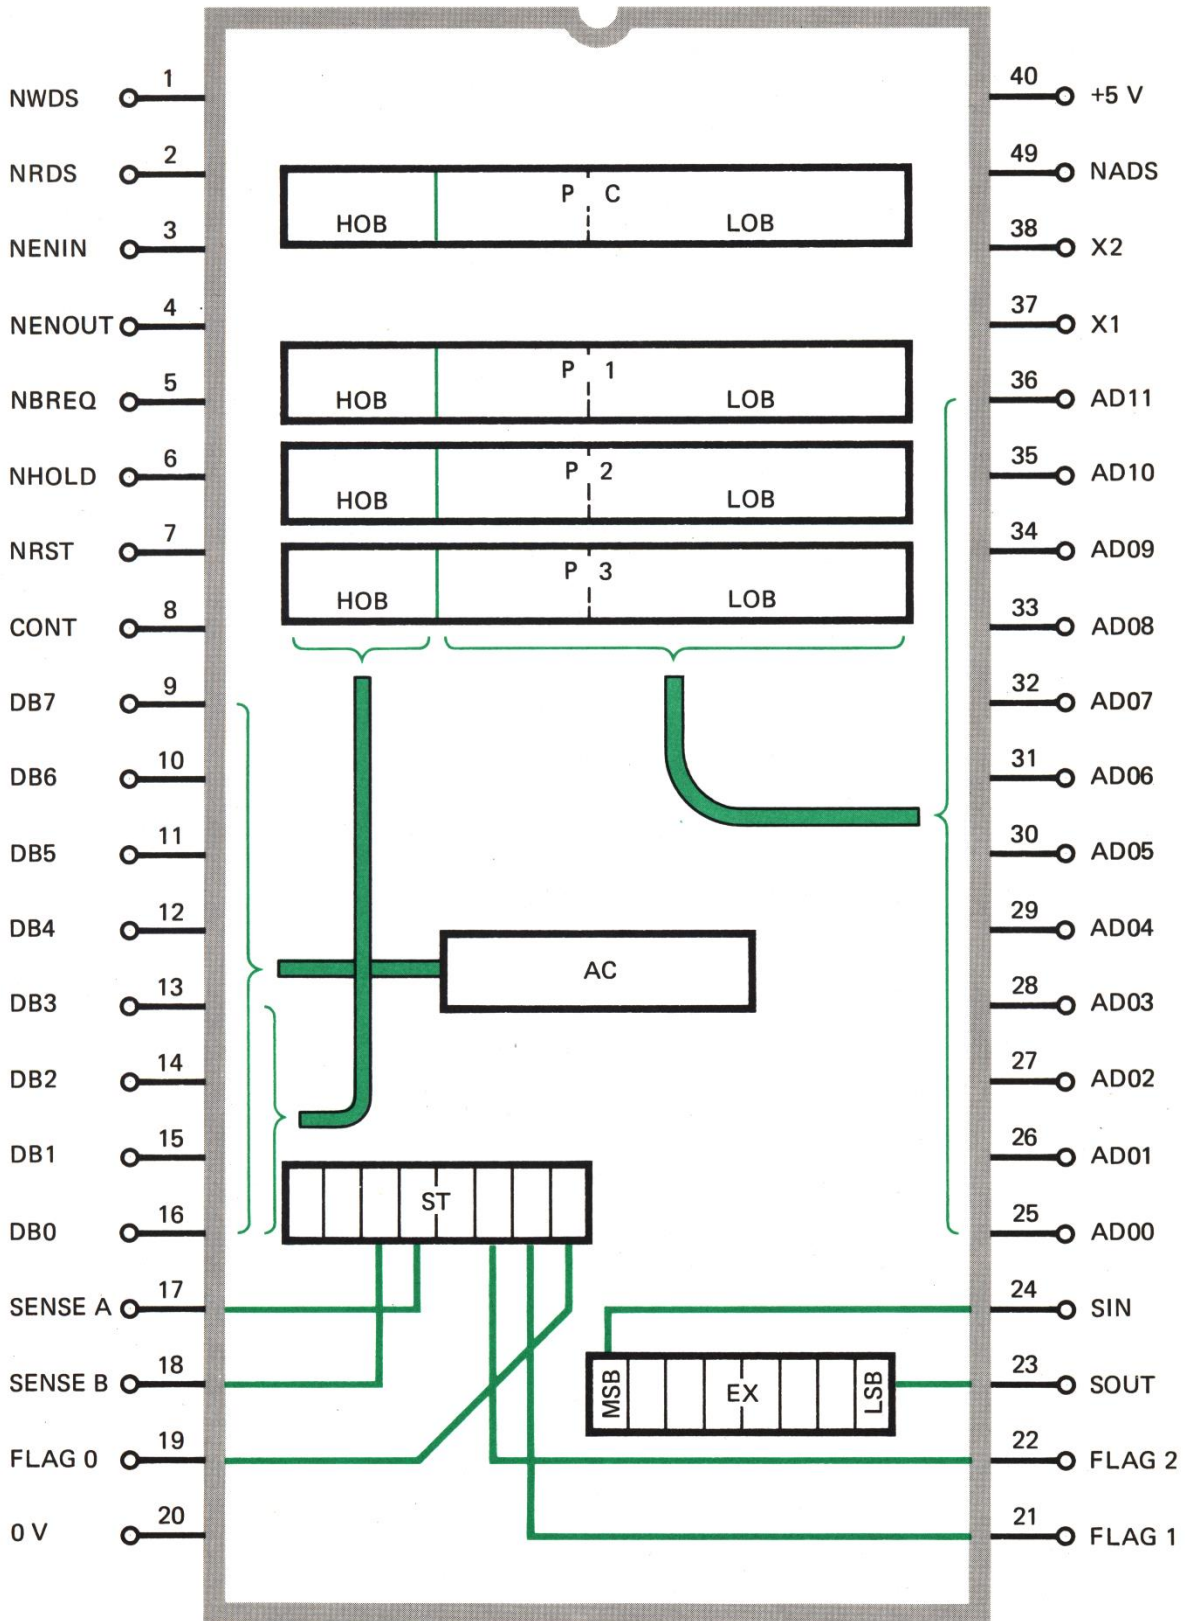 NWDS 1
NRDS 2
NENIN 3
NENOUT 4
NBREQ 5
NHOLD 6
NRST 7
CONT 8
DB7 9
DB6 10
DB5 11
DB4 12
DB3 13
DB2 14
DB1 15
DB0 16
SENSE A 17
SENSE B 18
FLAG 0 19
0 V 20
P C
HOB LOB
P 1
HOB LOB
P 2
HOB LOB
P 3
HOB LOB
AC
ST
MSB EX LSB
40 +5 V
49 NADS
38 X2
37 X1
36 AD11
35 AD10
34 AD09
33 AD08
32 AD07
31 AD06
30 AD05
29 AD04
28 AD03
27 AD02
26 AD01
25 AD00
24 SIN
23 SOUT
22 FLAG 2
21 FLAG 1